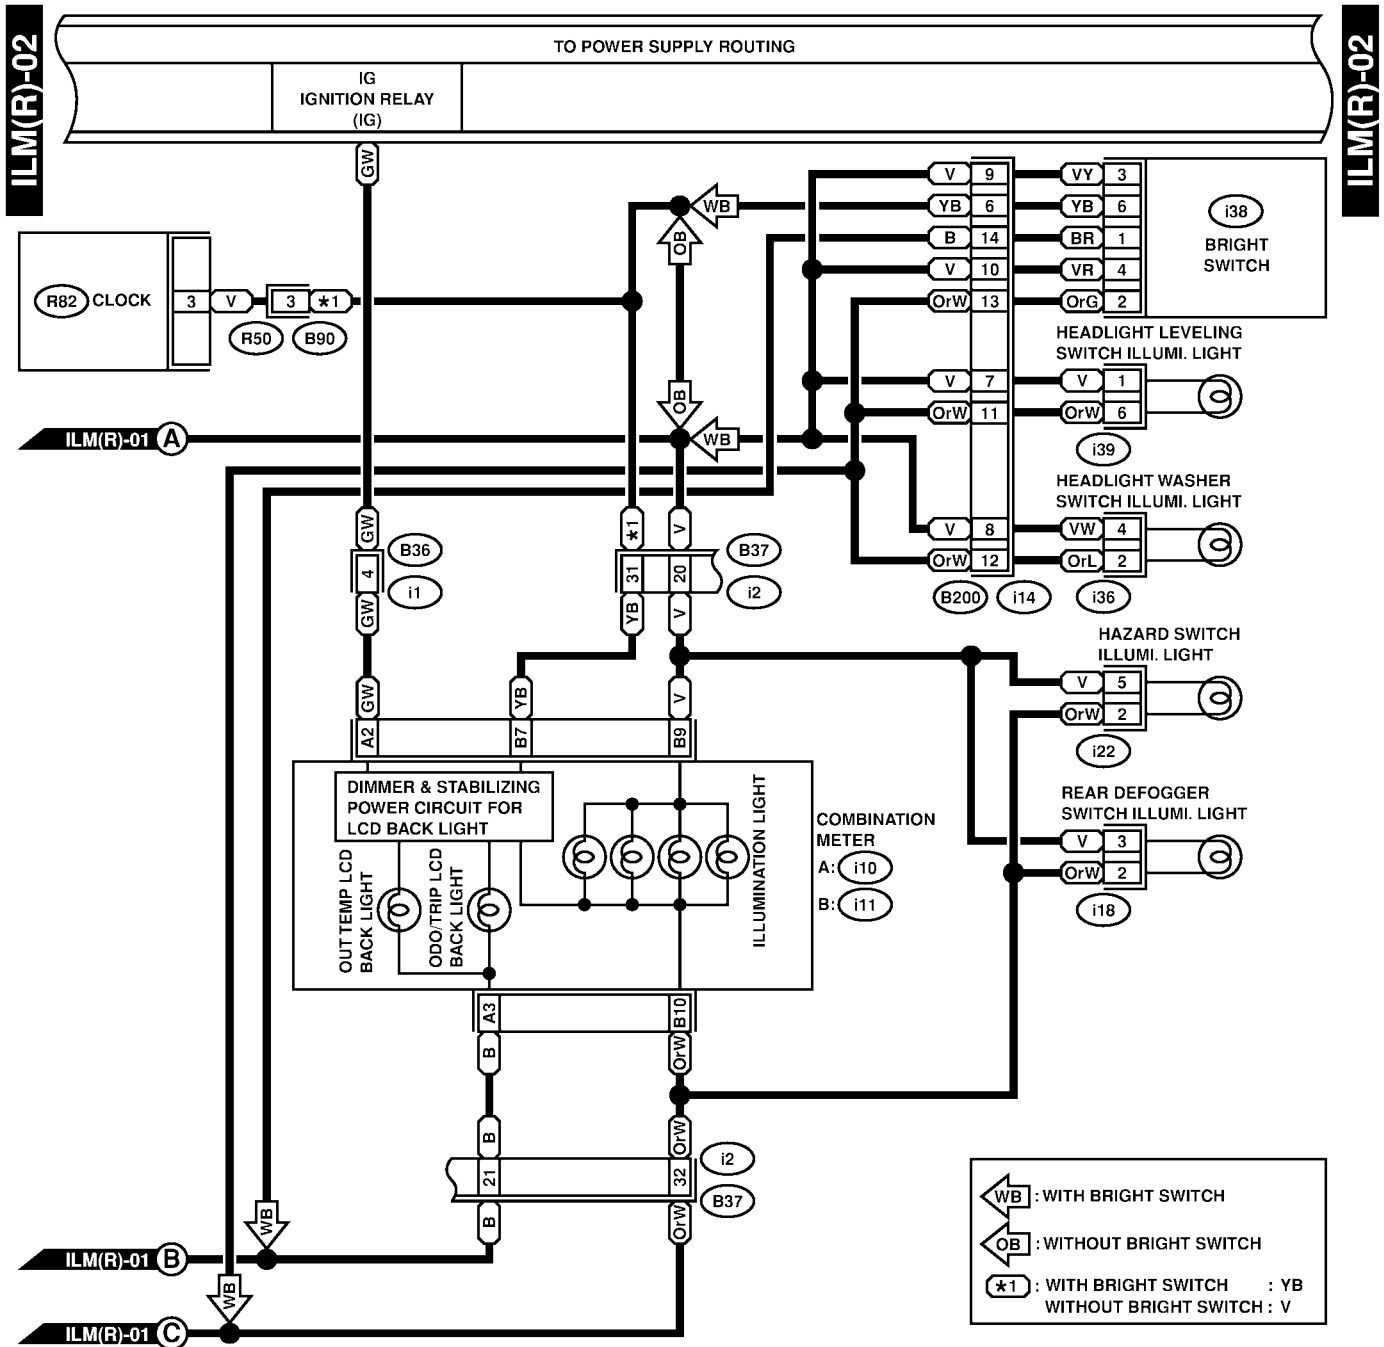 ILM(R)-02
ILM(R)-02
TO POWER SUPPLY ROUTING
IG
IGNITION RELAY
(IG)
GW
V 9 VY 3
YB 6 YB 6
B 14 BR 1
V 10 VR 4
OrW 13 OrG 2
i38
BRIGHT
SWITCH
WB
OB
R82 CLOCK 3 V 3 *1
R50 B90
HEADLIGHT LEVELING
SWITCH ILLUMI. LIGHT
V 7 V 1
OrW 11 OrW 6
i39
OB
WB
ILM(R)-01 A
HEADLIGHT WASHER
SWITCH ILLUMI. LIGHT
V 8 VW 4
OrW 12 OrL 2
B200 i14 i36
GW *1 V
B36 B37
4 31 20
i1 i2
GW YB V
HAZARD SWITCH
ILLUMI. LIGHT
V 5
OrW 2
i22
GW YB V
A2 B7 B9
DIMMER & STABILIZING
POWER CIRCUIT FOR
LCD BACK LIGHT
OUT TEMP LCD
BACK LIGHT
ODO/TRIP LCD
BACK LIGHT
ILLUMINATION LIGHT
COMBINATION
METER
A: i10
B: i11
REAR DEFOGGER
SWITCH ILLUMI. LIGHT
V 3
OrW 2
i18
A3 B10
B OrW
B OrW
i2
21 32
B37
B OrW
WB
ILM(R)-01 B
WB
ILM(R)-01 C
WB : WITH BRIGHT SWITCH
OB : WITHOUT BRIGHT SWITCH
*1 : WITH BRIGHT SWITCH : YB
WITHOUT BRIGHT SWITCH : V